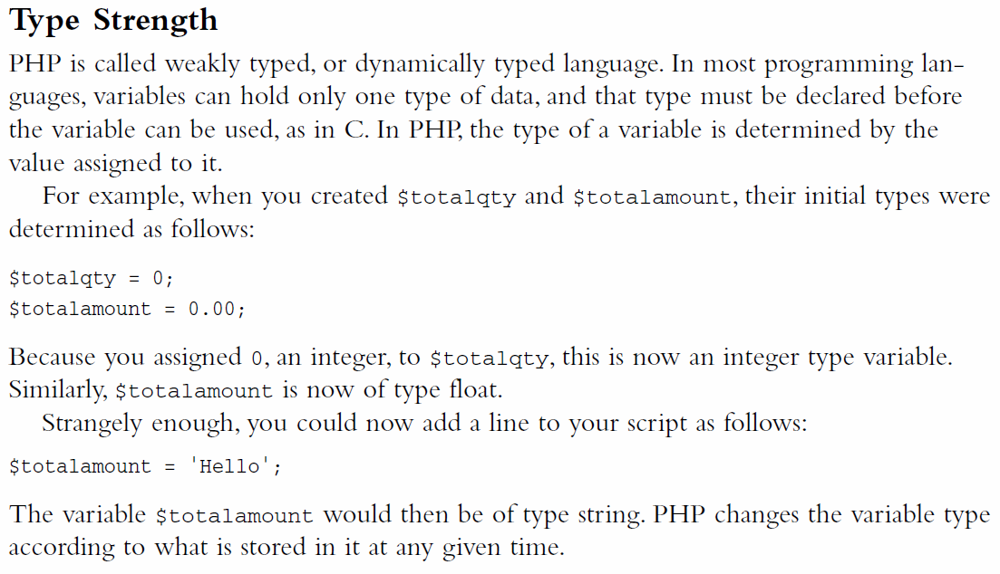 Type Strength
PHP is called weakly typed, or dynamically typed language. In most programming lan-
guages, variables can hold only one type of data, and that type must be declared before
the variable can be used, as in C. In PHP, the type of a variable is determined by the
value assigned to it.
For example, when you created $totalqty and $totalamount, their initial types were
determined as follows:
$totalqty = 0;
$totalamount = 0.00;
Because you assigned 0, an integer, to $totalqty, this is now an integer type variable.
Similarly, $totalamount is now of type float.
Strangely enough, you could now add a line to your script as follows:
$totalamount = 'Hello';
The variable $totalamount would then be of type string. PHP changes the variable type
according to what is stored in it at any given time.